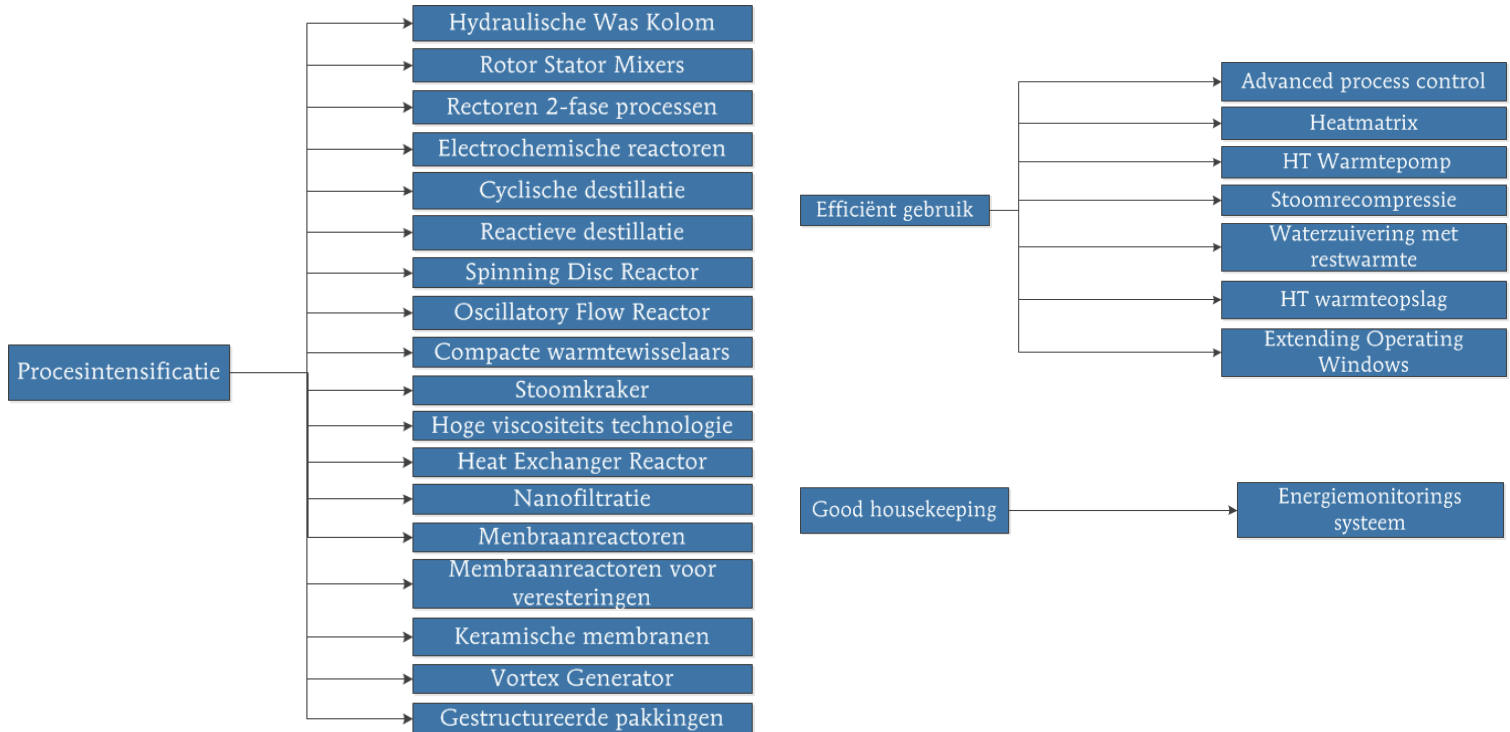 Procesintensificatie
Hydraulische Was Kolom
Rotor Stator Mixers
Rectoren 2-fase processen
Electrochemische reactoren
Cyclische destillatie
Reactieve destillatie
Spinning Disc Reactor
Oscillatory Flow Reactor
Compacte warmtewisselaars
Stoomkraker
Hoge viscositeits technologie
Heat Exchanger Reactor
Nanofiltratie
Menbraanreactoren
Membraanreactoren voor
veresteringen
Keramische membranen
Vortex Generator
Gestructureerde pakkingen
Efficiënt gebruik
Advanced process control
Heatmatrix
HT Warmtepomp
Stoomrecompressie
Waterzuivering met
restwarmte
HT warmteopslag
Extending Operating
Windows
Good housekeeping
Energiemonitorings
systeem